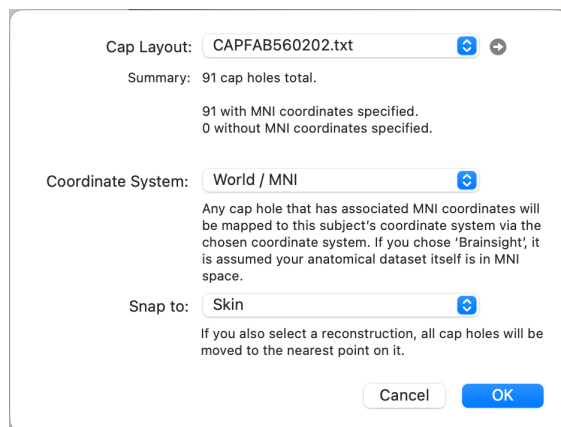 Cap Layout: CAPFAB560202.txt
Summary: 91 cap holes total.
91 with MNI coordinates specified.
0 without MNI coordinates specified.
Coordinate System: World / MNI
Any cap hole that has associated MNI coordinates will
be mapped to this subject's coordinate system via the
chosen coordinate system. If you chose ‘Brainsight’, it
is assumed your anatomical dataset itself is in MNI
space.
Snap to: Skin
If you also select a reconstruction, all cap holes will be
moved to the nearest point on it.
Cancel OK